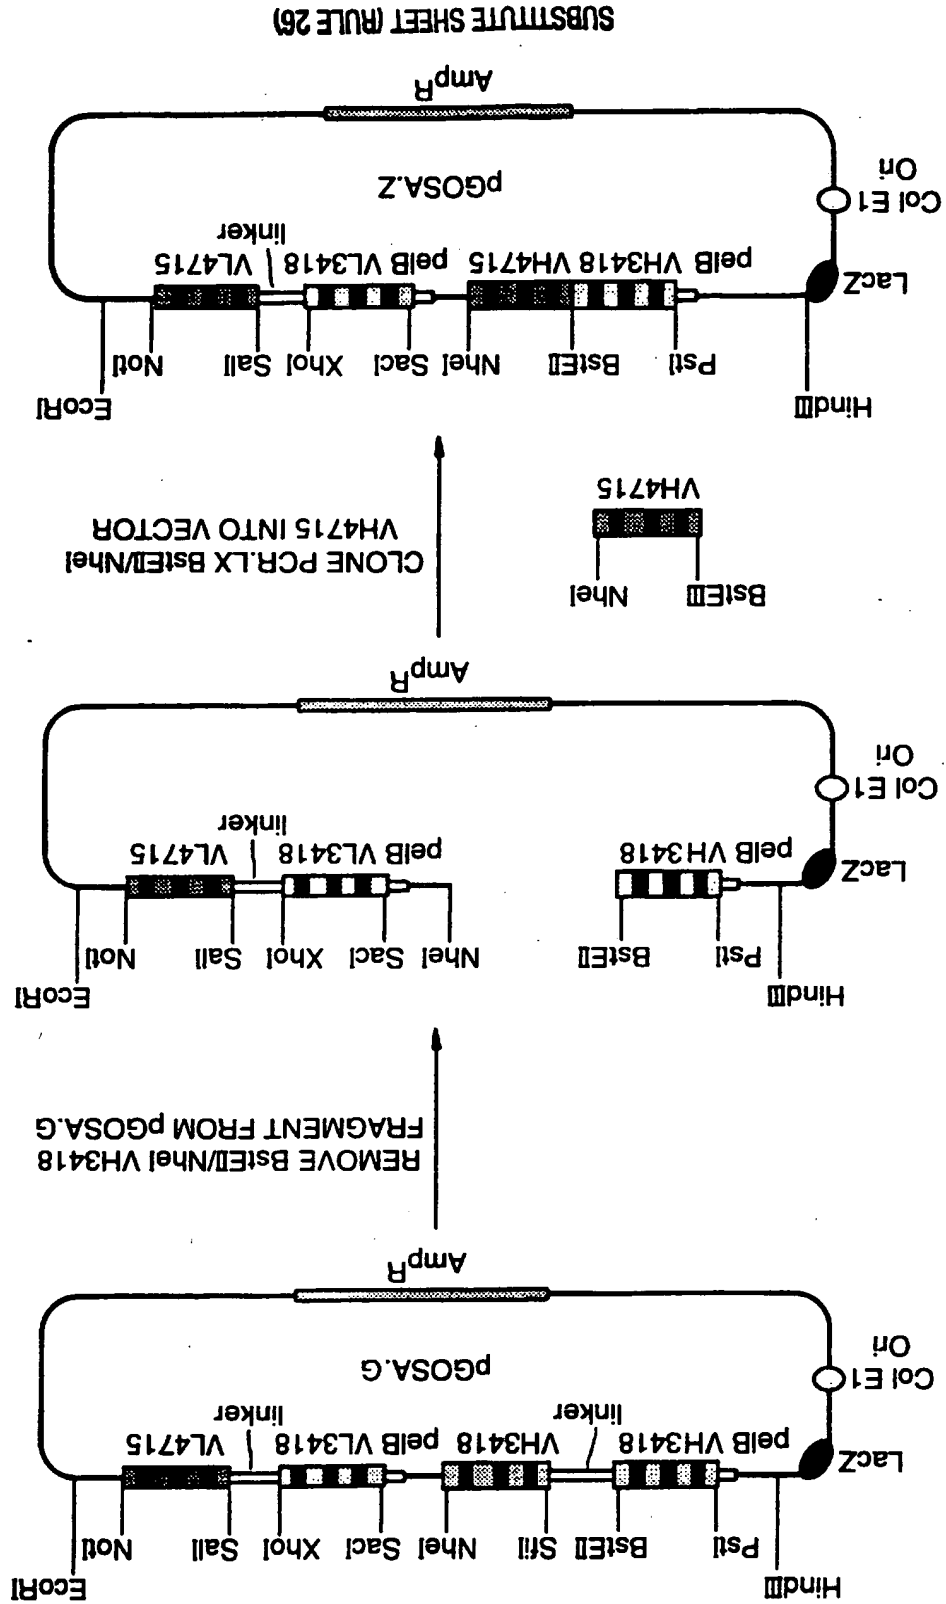 HindIII EcoRI
PstI BstEII SfiI NheI SacI XhoI SalI NotI
LacZ
pelB VH3418 VH3418 pelB VL3418 VL4715
linker linker
Col E1
Ori
pGOSA.G
AmpR
REMOVE BstEII/NheI VH3418
FRAGMENT FROM pGOSA.G
HindIII EcoRI
PstI BstEII NheI SacI XhoI SalI NotI
LacZ
pelB VH3418 pelB VL3418 VL4715
linker
Col E1
Ori
AmpR
BstEIII NheI
VH4715
CLONE PCR.LX BstEII/NheI
VH4715 INTO VECTOR
HindIII EcoRI
PstI BstEII NheI SacI XhoI SalI NotI
LacZ
pelB VH3418 VH4715 pelB VL3418 VL4715
linker
Col E1
Ori
pGOSA.Z
AmpR
SUBSTITUTE SHEET (RULE 26)